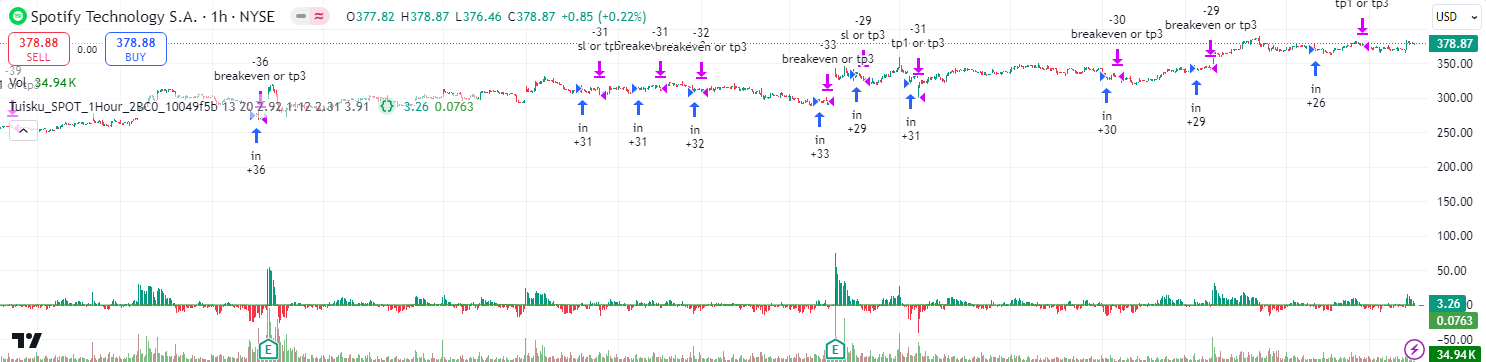 Spotify Technology S.A. · 1h · NYSE
O377.82 H378.87 L376.46 C378.87 +0.85 (+0.22%)
378.88
SELL
0.00
378.88
BUY
USD
378.87
350.00
300.00
250.00
200.00
150.00
100.00
50.00
3.26
0
0.0763
-50.00
34.94 K
Vol 34.94 K
Tuisku_SPOT_1Hour_2BC0_10049f5b 13 20 2.92 1.12 2.31 3.91 3.26 0.0763
-39
-36
breakeven or tp3
in
+36
-31
sl or tp
in
+31
-31
in
+31
-32
breakeven or tp3
in
+32
-33
breakeven or tp3
in
+33
-29
sl or tp3
in
+29
-31
tp1 or tp3
in
+31
-30
breakeven or tp3
in
+30
-29
breakeven or tp3
in
+29
tp1 or tp3
in
+26
E
E